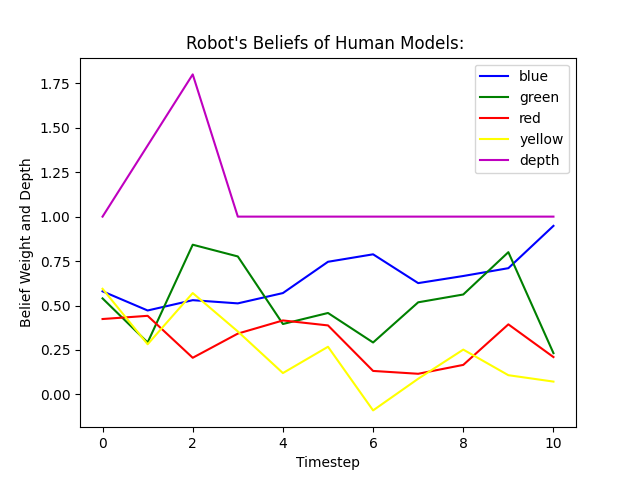 Robot's Beliefs of Human Models:
blue
green
red
yellow
depth
Belief Weight and Depth
1.75
1.50
1.25
1.00
0.75
0.50
0.25
0.00
0 2 4 6 8 10
Timestep